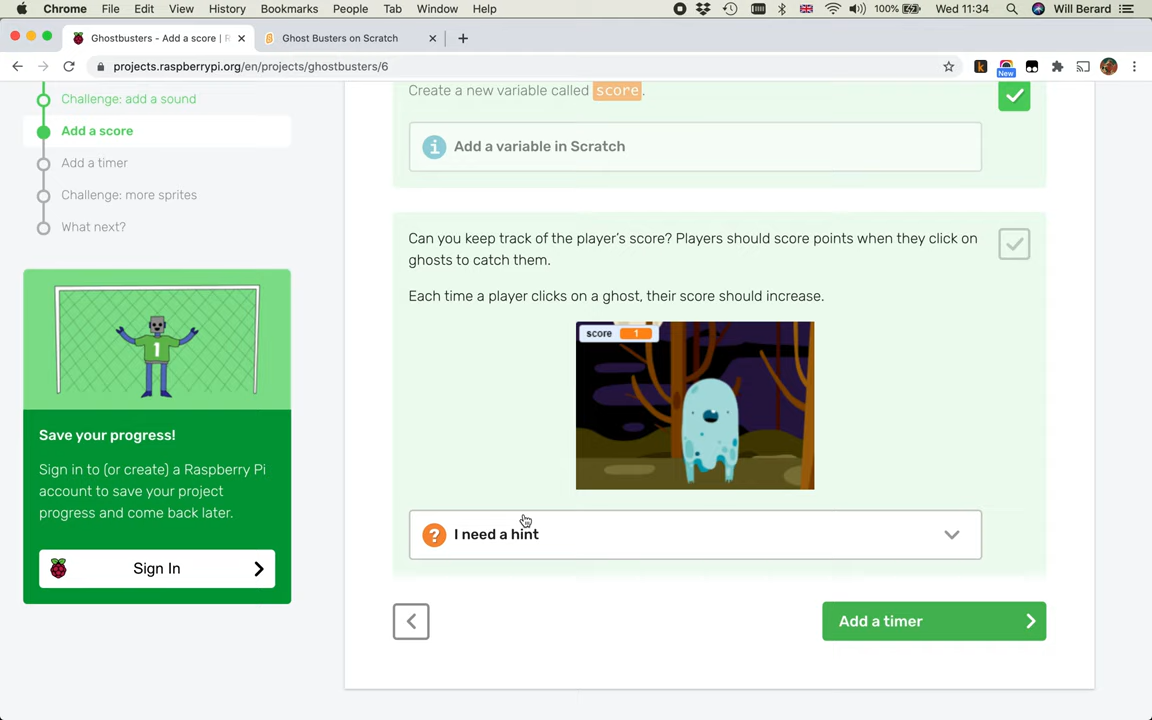 Chrome File Edit View History Bookmarks People Tab Window Help 100% Wed 11:34 Will Berard
Ghostbusters - Add a score | R Ghost Busters on Scratch
projects.raspberrypi.org/en/projects/ghostbusters/6
New
Challenge: add a sound
Add a score
Add a timer
Challenge: more sprites
What next?
1
Save your progress!
Sign in to (or create) a Raspberry Pi
account to save your project
progress and come back later.
Sign In
Create a new variable called score.
i Add a variable in Scratch
Can you keep track of the player's score? Players should score points when they click on
ghosts to catch them.
Each time a player clicks on a ghost, their score should increase.
score 1
? I need a hint
Add a timer